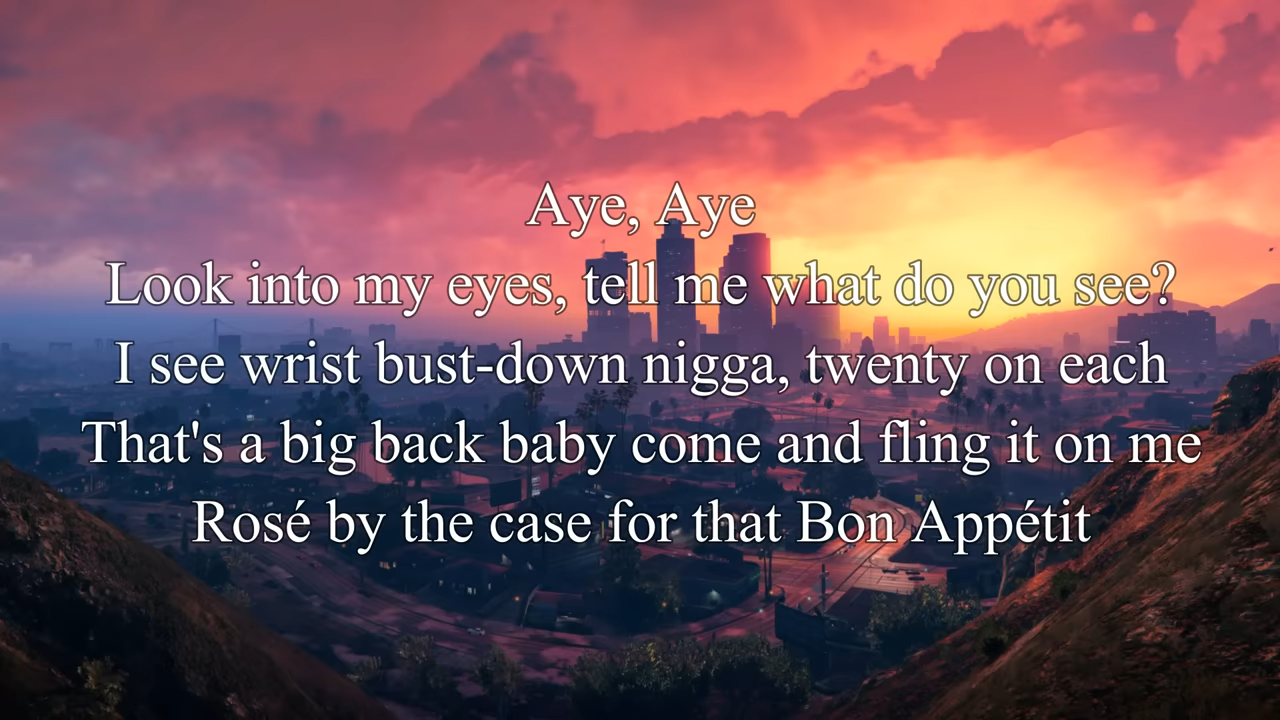 Aye, Aye
Look into my eyes, tell me what do you see?
I see wrist bust-down nigga, twenty on each
That's a big back baby come and fling it on me
Rosé by the case for that Bon Appétit